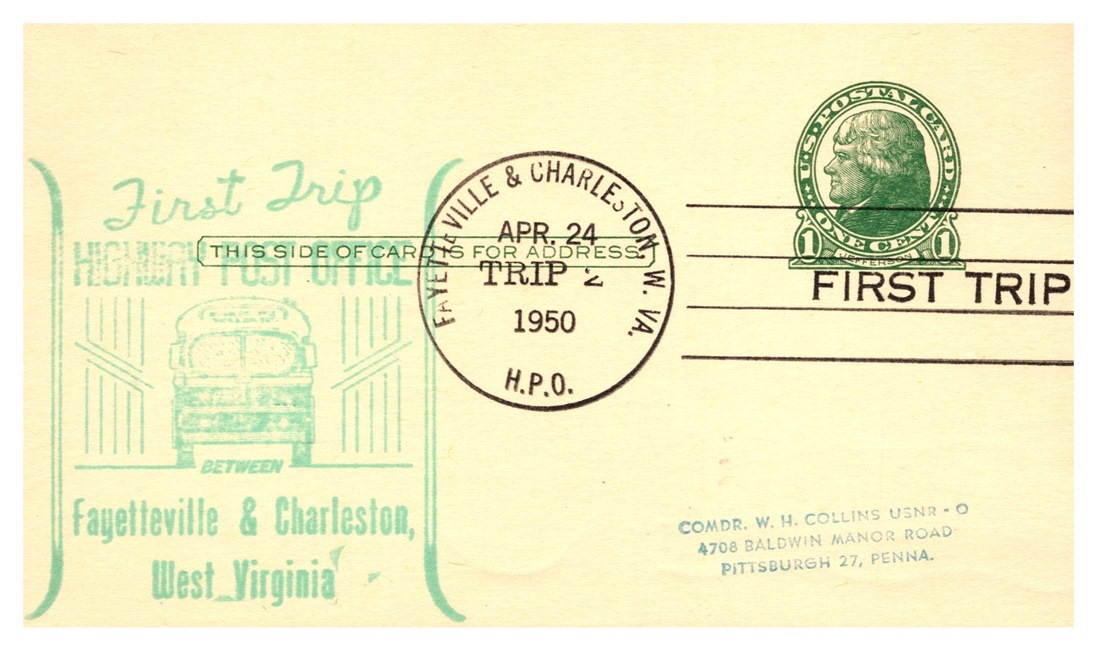 U.S. POSTAL CARD
ONE CENT
1 1
JEFFERSON
THIS SIDE OF CARD IS FOR ADDRESS
FAYETTEVILLE & CHARLESTON, W. VA.
APR. 24
TRIP 2
1950
H.P.O.
FIRST TRIP
First Trip
HIGHWAY POST OFFICE
BETWEEN
Fayetteville & Charleston,
West Virginia
COMDR. W. H. COLLINS USNR - O
4708 BALDWIN MANOR ROAD
PITTSBURGH 27, PENNA.